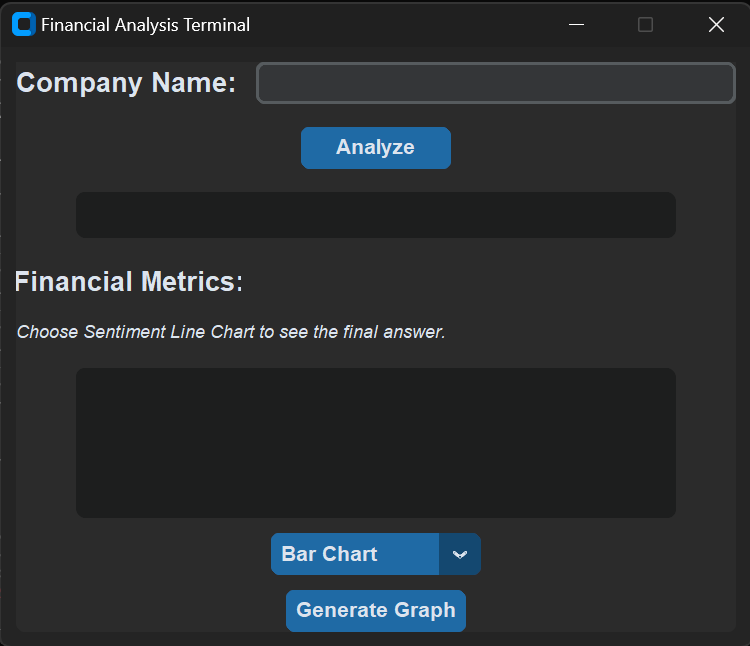 Financial Analysis Terminal
Company Name:
Analyze
Financial Metrics:
Choose Sentiment Line Chart to see the final answer.
Bar Chart
Generate Graph